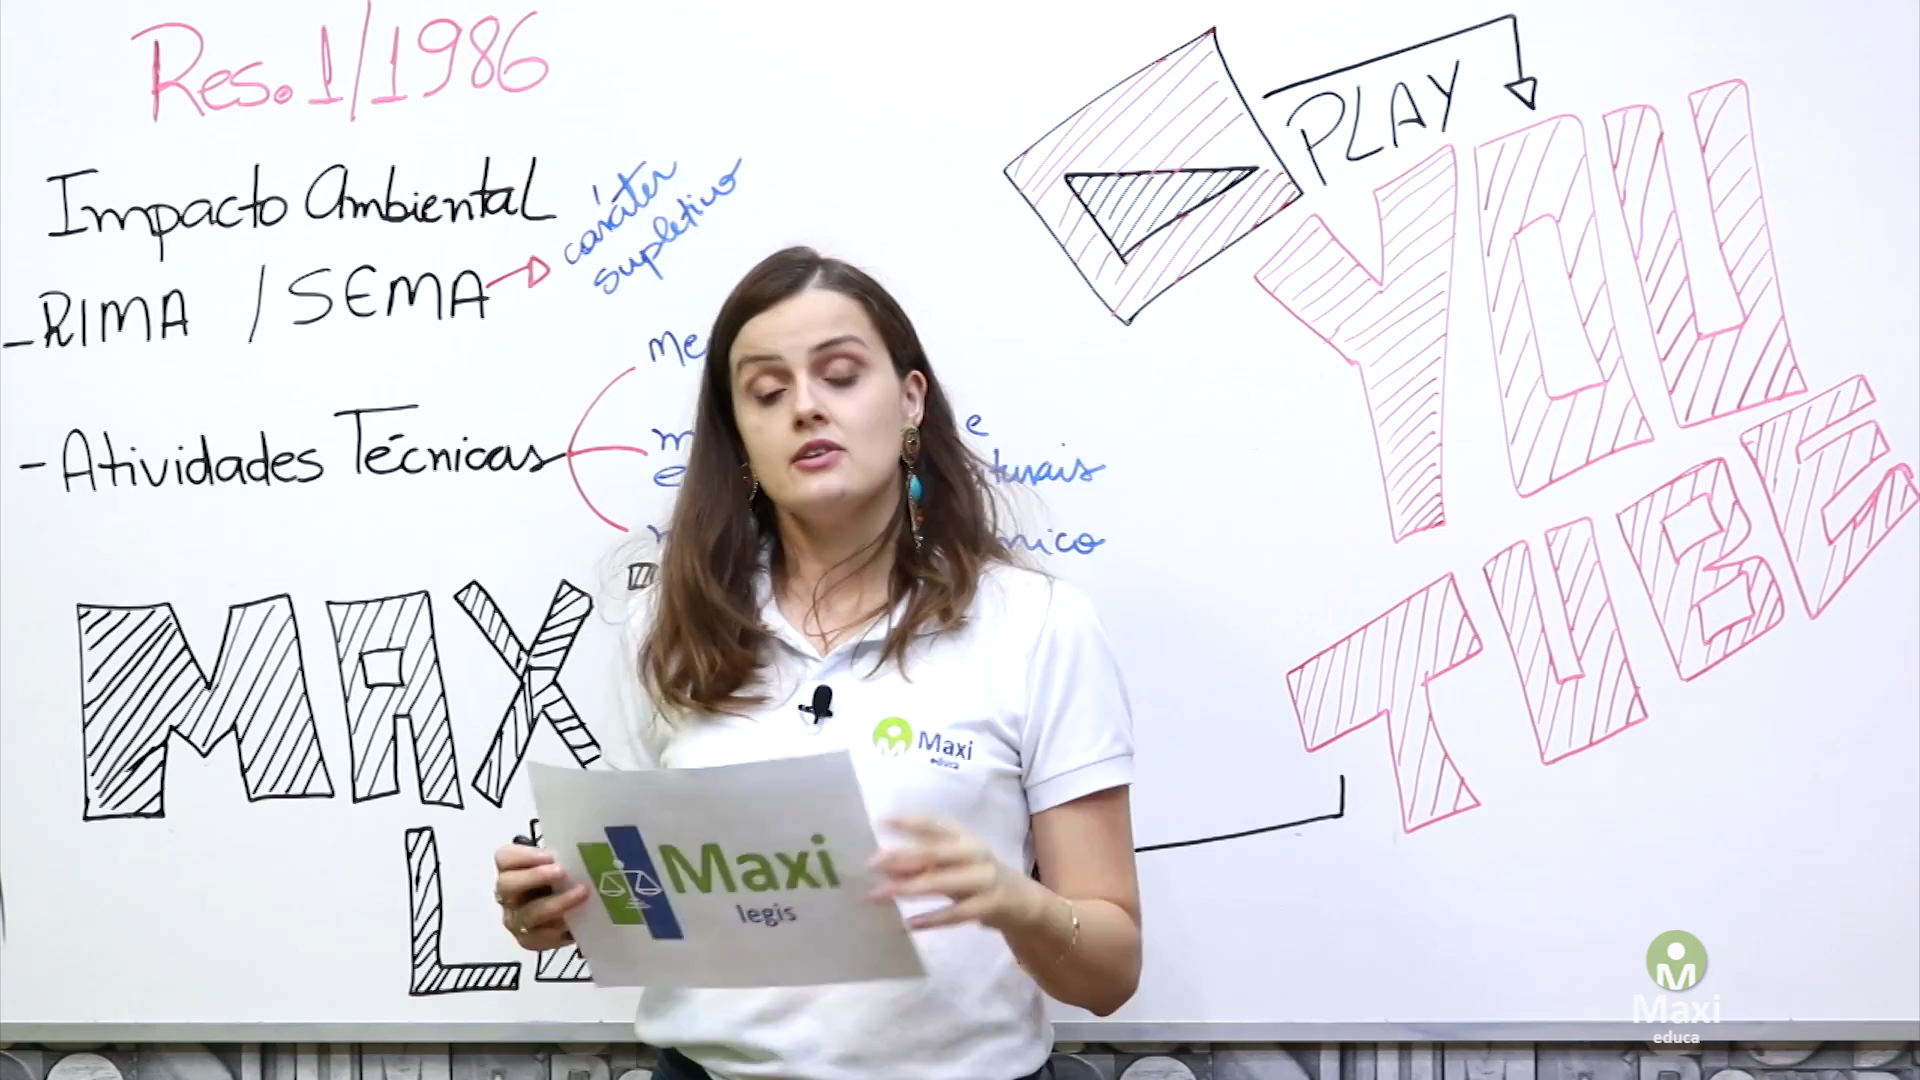 Res. 1/1986
Impacto Ambiental
- RIMA / SEMA
caráter
supletivo
- Atividades Técnicas
e
nico
MAX
PLAY
YOU
TUBE
Maxi
educa
Maxi
legis
M
Maxi
educa